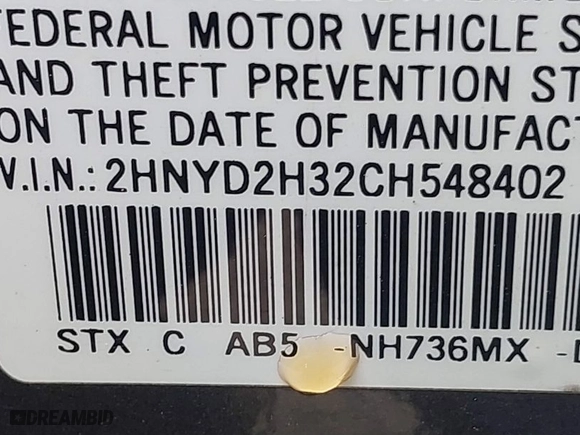 FEDERAL MOTOR VEHICLE S
AND THEFT PREVENTION ST
ON THE DATE OF MANUFACT
V.I.N.: 2HNYD2H32CH548402
STX C AB5 -NH736MX -
DREAMBID